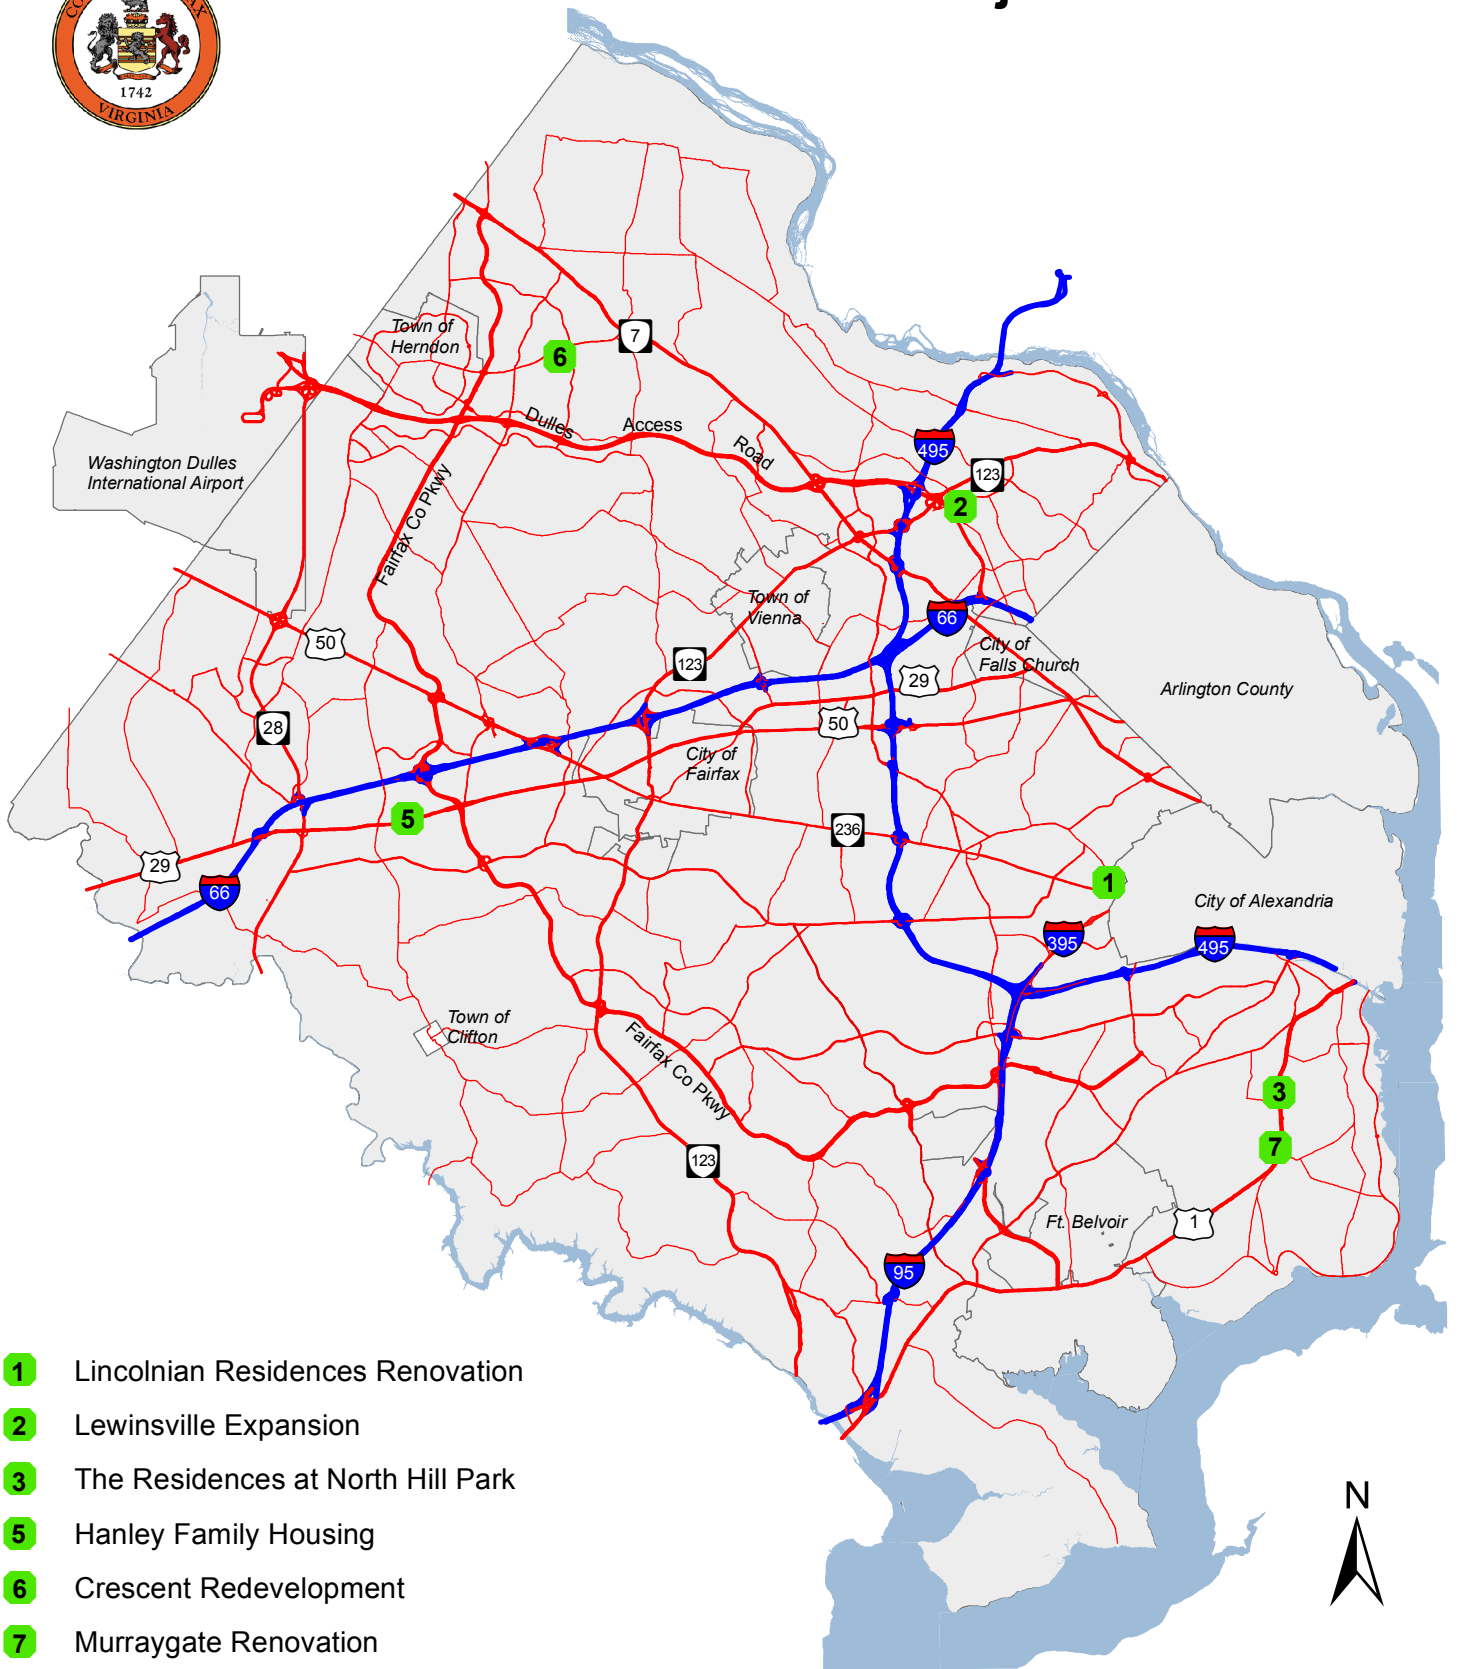 1742
VIRGINIA
Town of
Herndon
7
6
Dulles Access Road
495
123
Washington Dulles
International Airport
2
Fairfax Co Pkwy
Town of
Vienna
66
50
City of
Falls Church
123
29
Arlington County
28
50
City of
Fairfax
5
236
29
66
1
City of Alexandria
395
495
Town of
Clifton
Fairfax Co Pkwy
3
7
123
Ft. Belvoir
1
95
1 Lincolnian Residences Renovation
2 Lewinsville Expansion
3 The Residences at North Hill Park
5 Hanley Family Housing
6 Crescent Redevelopment
7 Murraygate Renovation
N